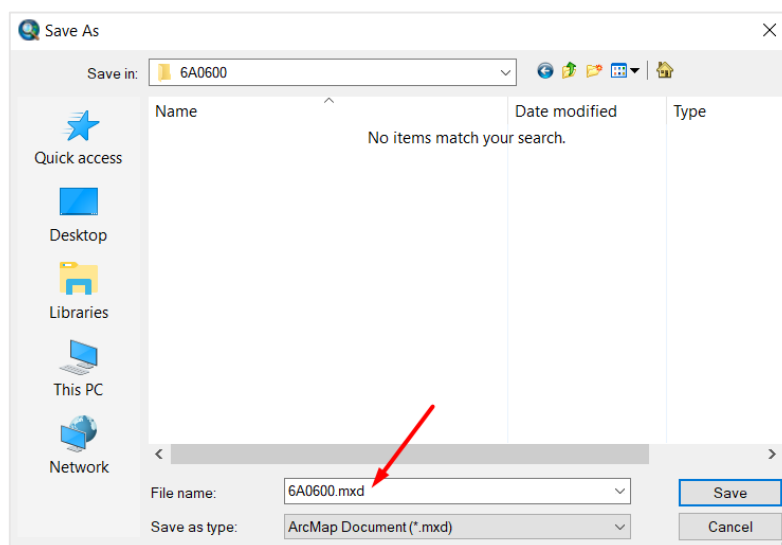 Save As
Save in:
6A0600
Name
Date modified
Type
No items match your search.
Quick access
Desktop
Libraries
This PC
Network
File name:
6A0600.mxd
Save
Save as type:
ArcMap Document (*.mxd)
Cancel